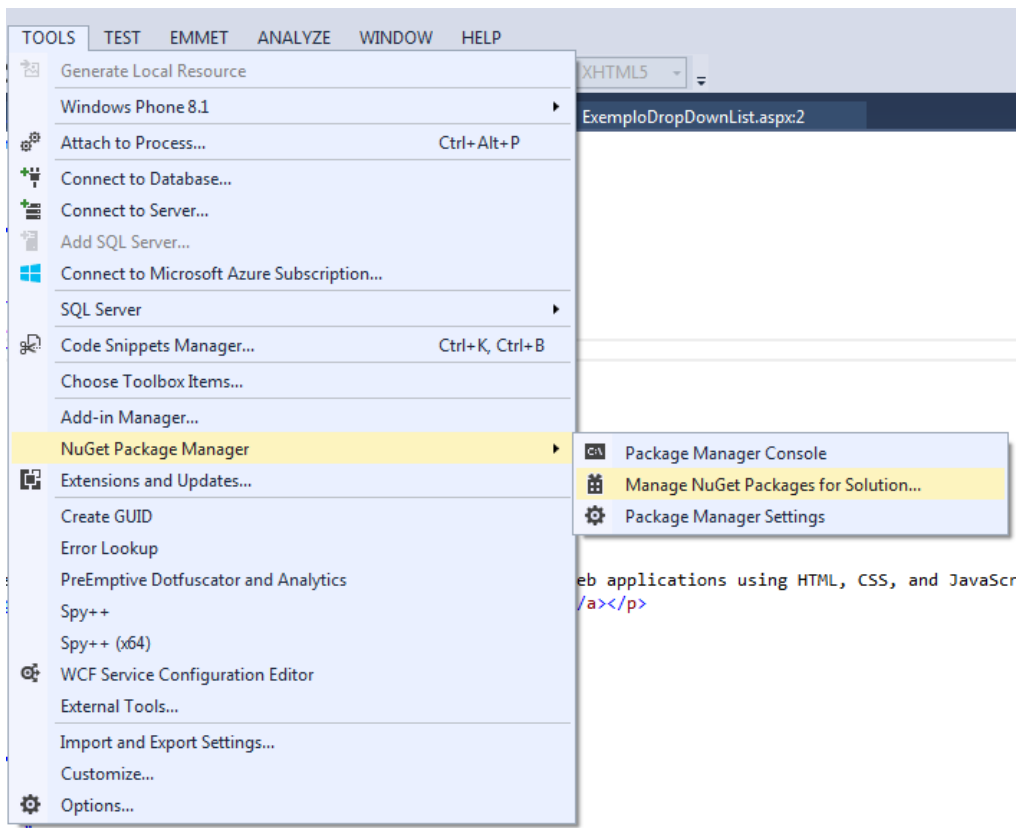 TOOLS TEST EMMET ANALYZE WINDOW HELP
Generate Local Resource
XHTML5
Windows Phone 8.1
ExemploDropDownList.aspx:2
Attach to Process... Ctrl+Alt+P
Connect to Database...
Connect to Server...
Add SQL Server...
Connect to Microsoft Azure Subscription...
SQL Server
Code Snippets Manager... Ctrl+K, Ctrl+B
Choose Toolbox Items...
Add-in Manager...
NuGet Package Manager
Package Manager Console
Extensions and Updates...
Manage NuGet Packages for Solution...
Create GUID
Package Manager Settings
Error Lookup
PreEmptive Dotfuscator and Analytics
eb applications using HTML, CSS, and JavaScr
/a></p>
Spy++
Spy++ (x64)
WCF Service Configuration Editor
External Tools...
Import and Export Settings...
Customize...
Options...